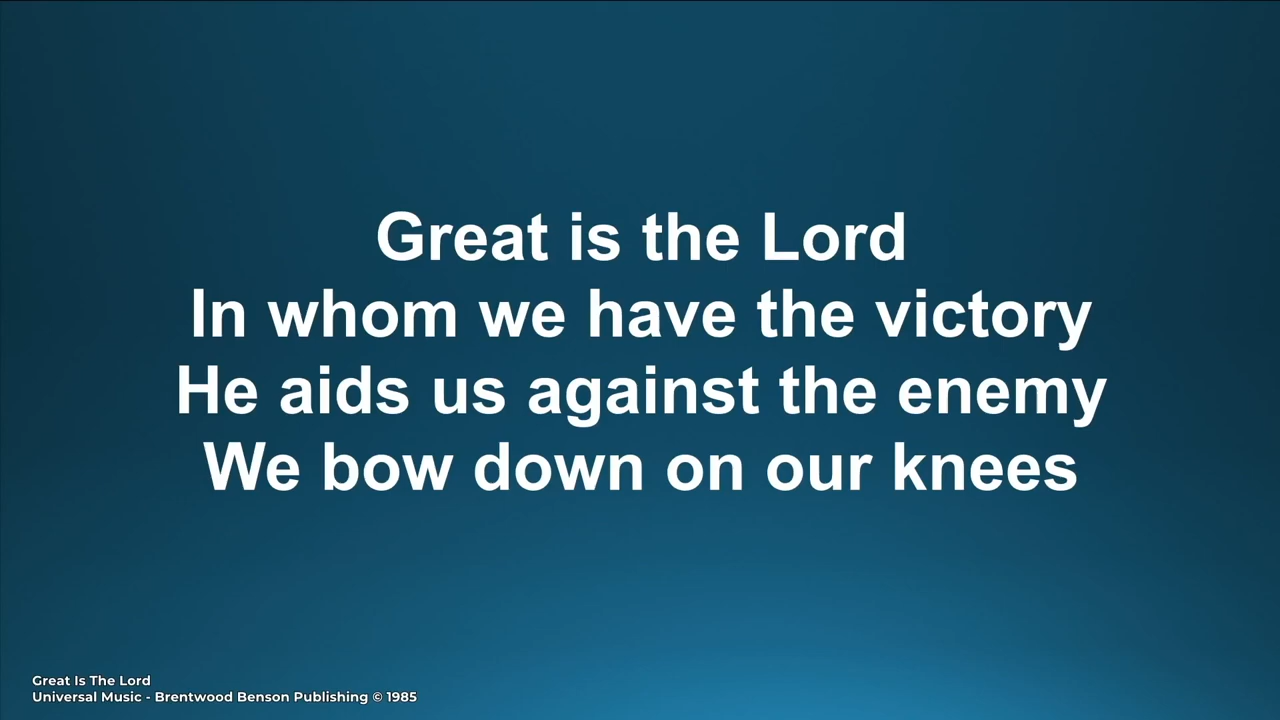 Great is the Lord
In whom we have the victory
He aids us against the enemy
We bow down on our knees
Great Is The Lord
Universal Music - Brentwood Benson Publishing © 1985